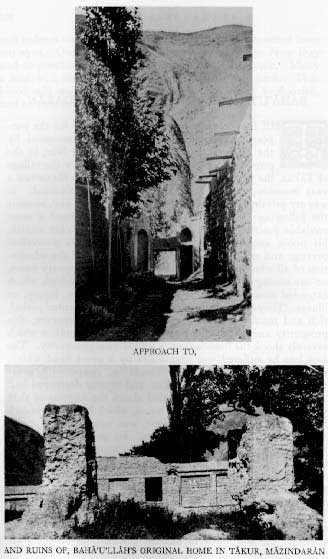 APPROACH TO,
AND RUINS OF, BAHÁ'U'LLÁH'S ORIGINAL HOME IN TÁKUR, MÁZINDARÁN